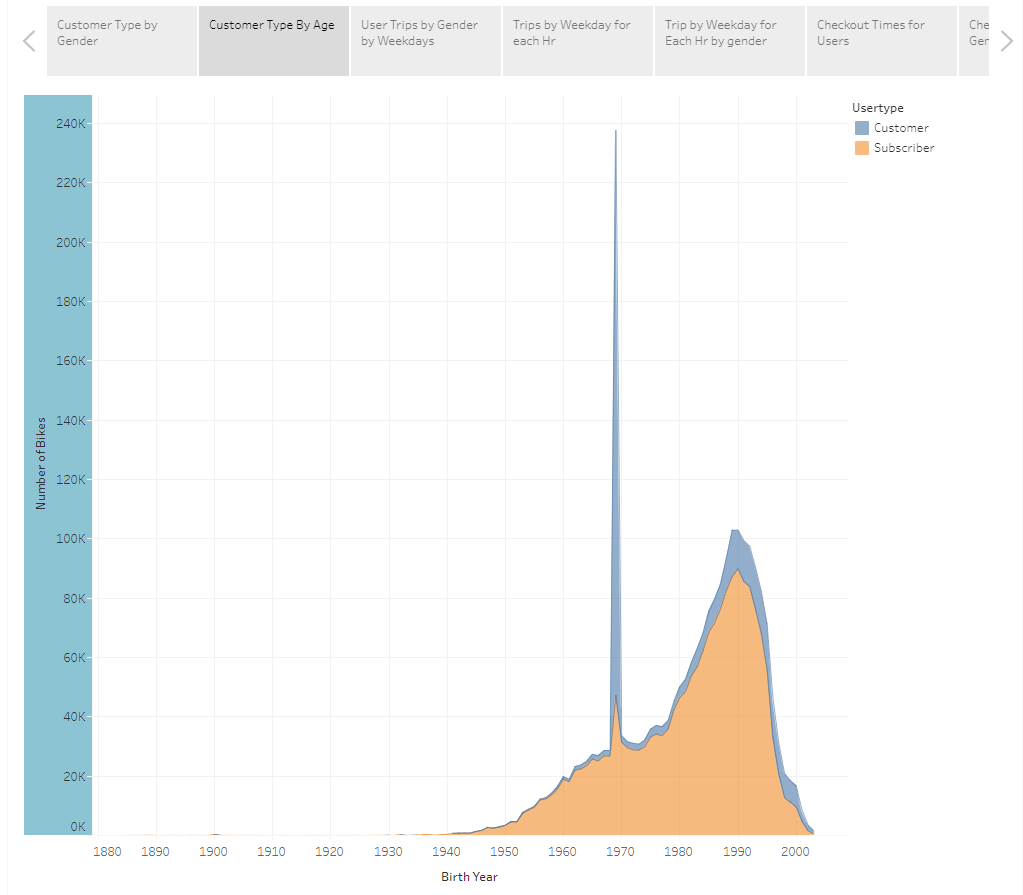 Customer Type by
Gender
Customer Type By Age
User Trips by Gender
by Weekdays
Trips by Weekday for
each Hr
Trip by Weekday for
Each Hr by gender
Checkout Times for
Users
Che
Ger
Usertype
Customer
Subscriber
240K
220K
200K
180K
160K
140K
120K
100K
80K
60K
40K
20K
0K
Number of Bikes
1880 1890 1900 1910 1920 1930 1940 1950 1960 1970 1980 1990 2000
Birth Year